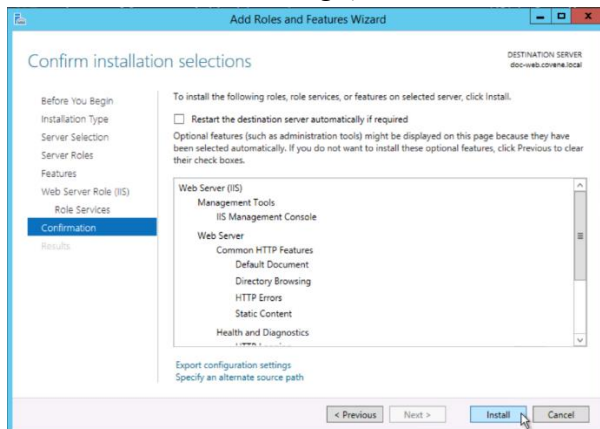 Add Roles and Features Wizard
Confirm installation selections
DESTINATION SERVER
doc-web.covene.local
Before You Begin
Installation Type
Server Selection
Server Roles
Features
Web Server Role (IIS)
Role Services
Confirmation
Results
To install the following roles, role services, or features on selected server, click Install.
Restart the destination server automatically if required
Optional features (such as administration tools) might be displayed on this page because they have
been selected automatically. If you do not want to install these optional features, click Previous to clear
their check boxes.
Web Server (IIS)
Management Tools
IIS Management Console
Web Server
Common HTTP Features
Default Document
Directory Browsing
HTTP Errors
Static Content
Health and Diagnostics
Export configuration settings
Specify an alternate source path
< Previous
Next >
Install
Cancel